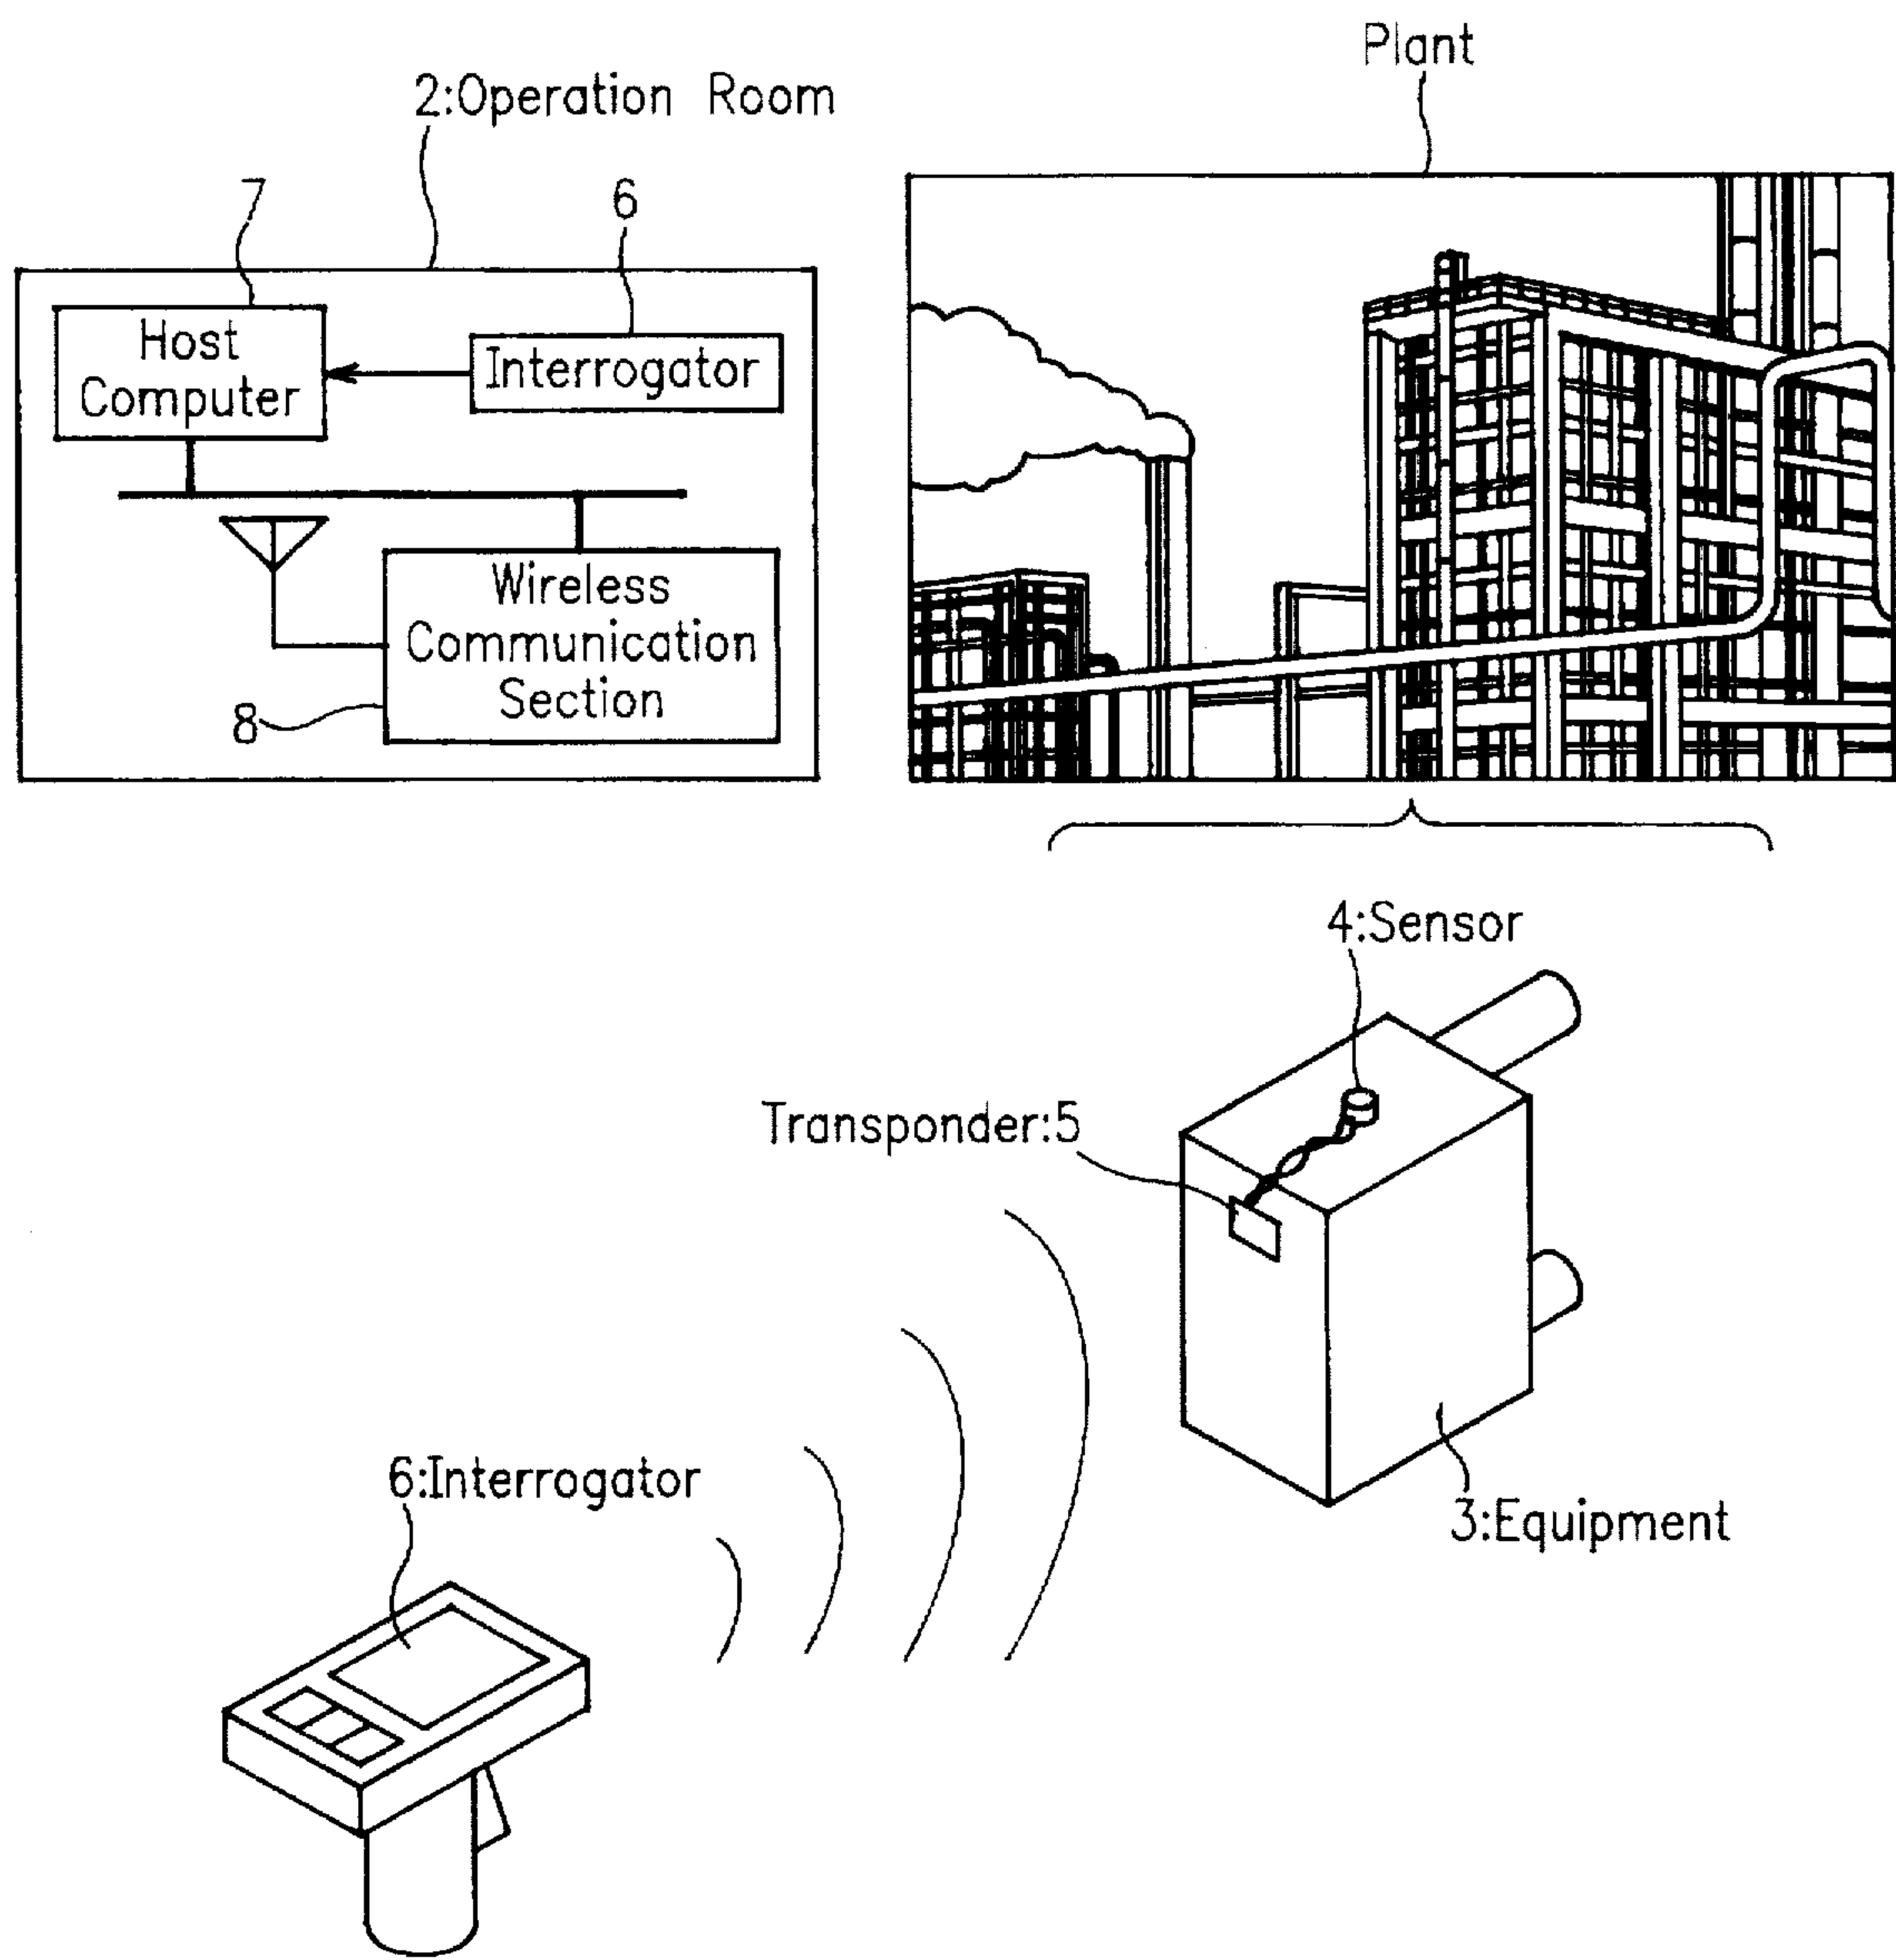 Plant
2:Operation Room
7
6
Host
Computer
Interrogator
Wireless
Communication
Section
8
4:Sensor
Transponder:5
6:Interrogator
3:Equipment